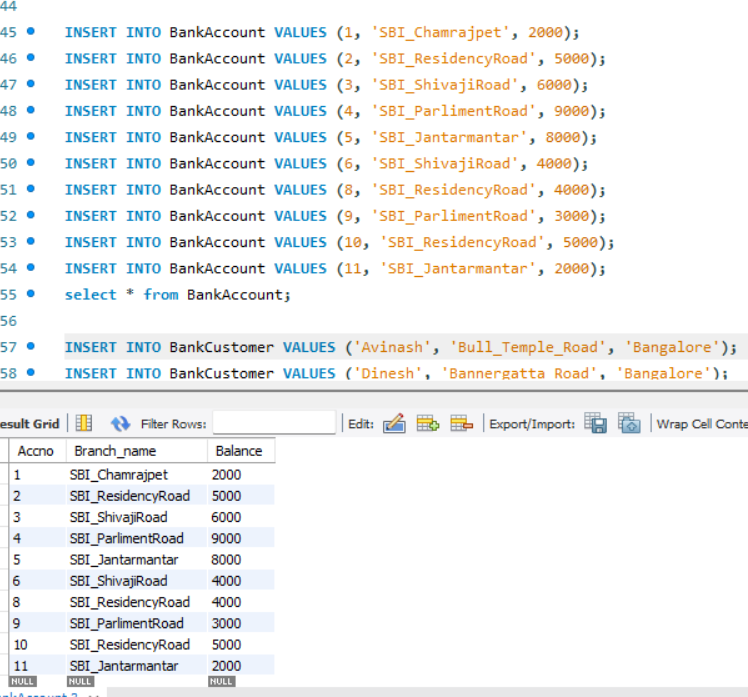 44
45 INSERT INTO BankAccount VALUES (1, 'SBI_Chamrajpet', 2000);
46 INSERT INTO BankAccount VALUES (2, 'SBI_ResidencyRoad', 5000);
47 INSERT INTO BankAccount VALUES (3, 'SBI_ShivajiRoad', 6000);
48 INSERT INTO BankAccount VALUES (4, 'SBI_ParlimentRoad', 9000);
49 INSERT INTO BankAccount VALUES (5, 'SBI_Jantarmantar', 8000);
50 INSERT INTO BankAccount VALUES (6, 'SBI_ShivajiRoad', 4000);
51 INSERT INTO BankAccount VALUES (8, 'SBI_ResidencyRoad', 4000);
52 INSERT INTO BankAccount VALUES (9, 'SBI_ParlimentRoad', 3000);
53 INSERT INTO BankAccount VALUES (10, 'SBI_ResidencyRoad', 5000);
54 INSERT INTO BankAccount VALUES (11, 'SBI_Jantarmantar', 2000);
55 select * from BankAccount;
56
57 INSERT INTO BankCustomer VALUES ('Avinash', 'Bull_Temple_Road', 'Bangalore');
58 INSERT INTO BankCustomer VALUES ('Dinesh', 'Bannergatta_Road', 'Bangalore');
esult Grid Filter Rows: Edit: Export/Import: Wrap Cell Conte
Accno Branch_name Balance
1 SBI_Chamrajpet 2000
2 SBI_ResidencyRoad 5000
3 SBI_ShivajiRoad 6000
4 SBI_ParlimentRoad 9000
5 SBI_Jantarmantar 8000
6 SBI_ShivajiRoad 4000
8 SBI_ResidencyRoad 4000
9 SBI_ParlimentRoad 3000
10 SBI_ResidencyRoad 5000
11 SBI_Jantarmantar 2000
NULL NULL NULL